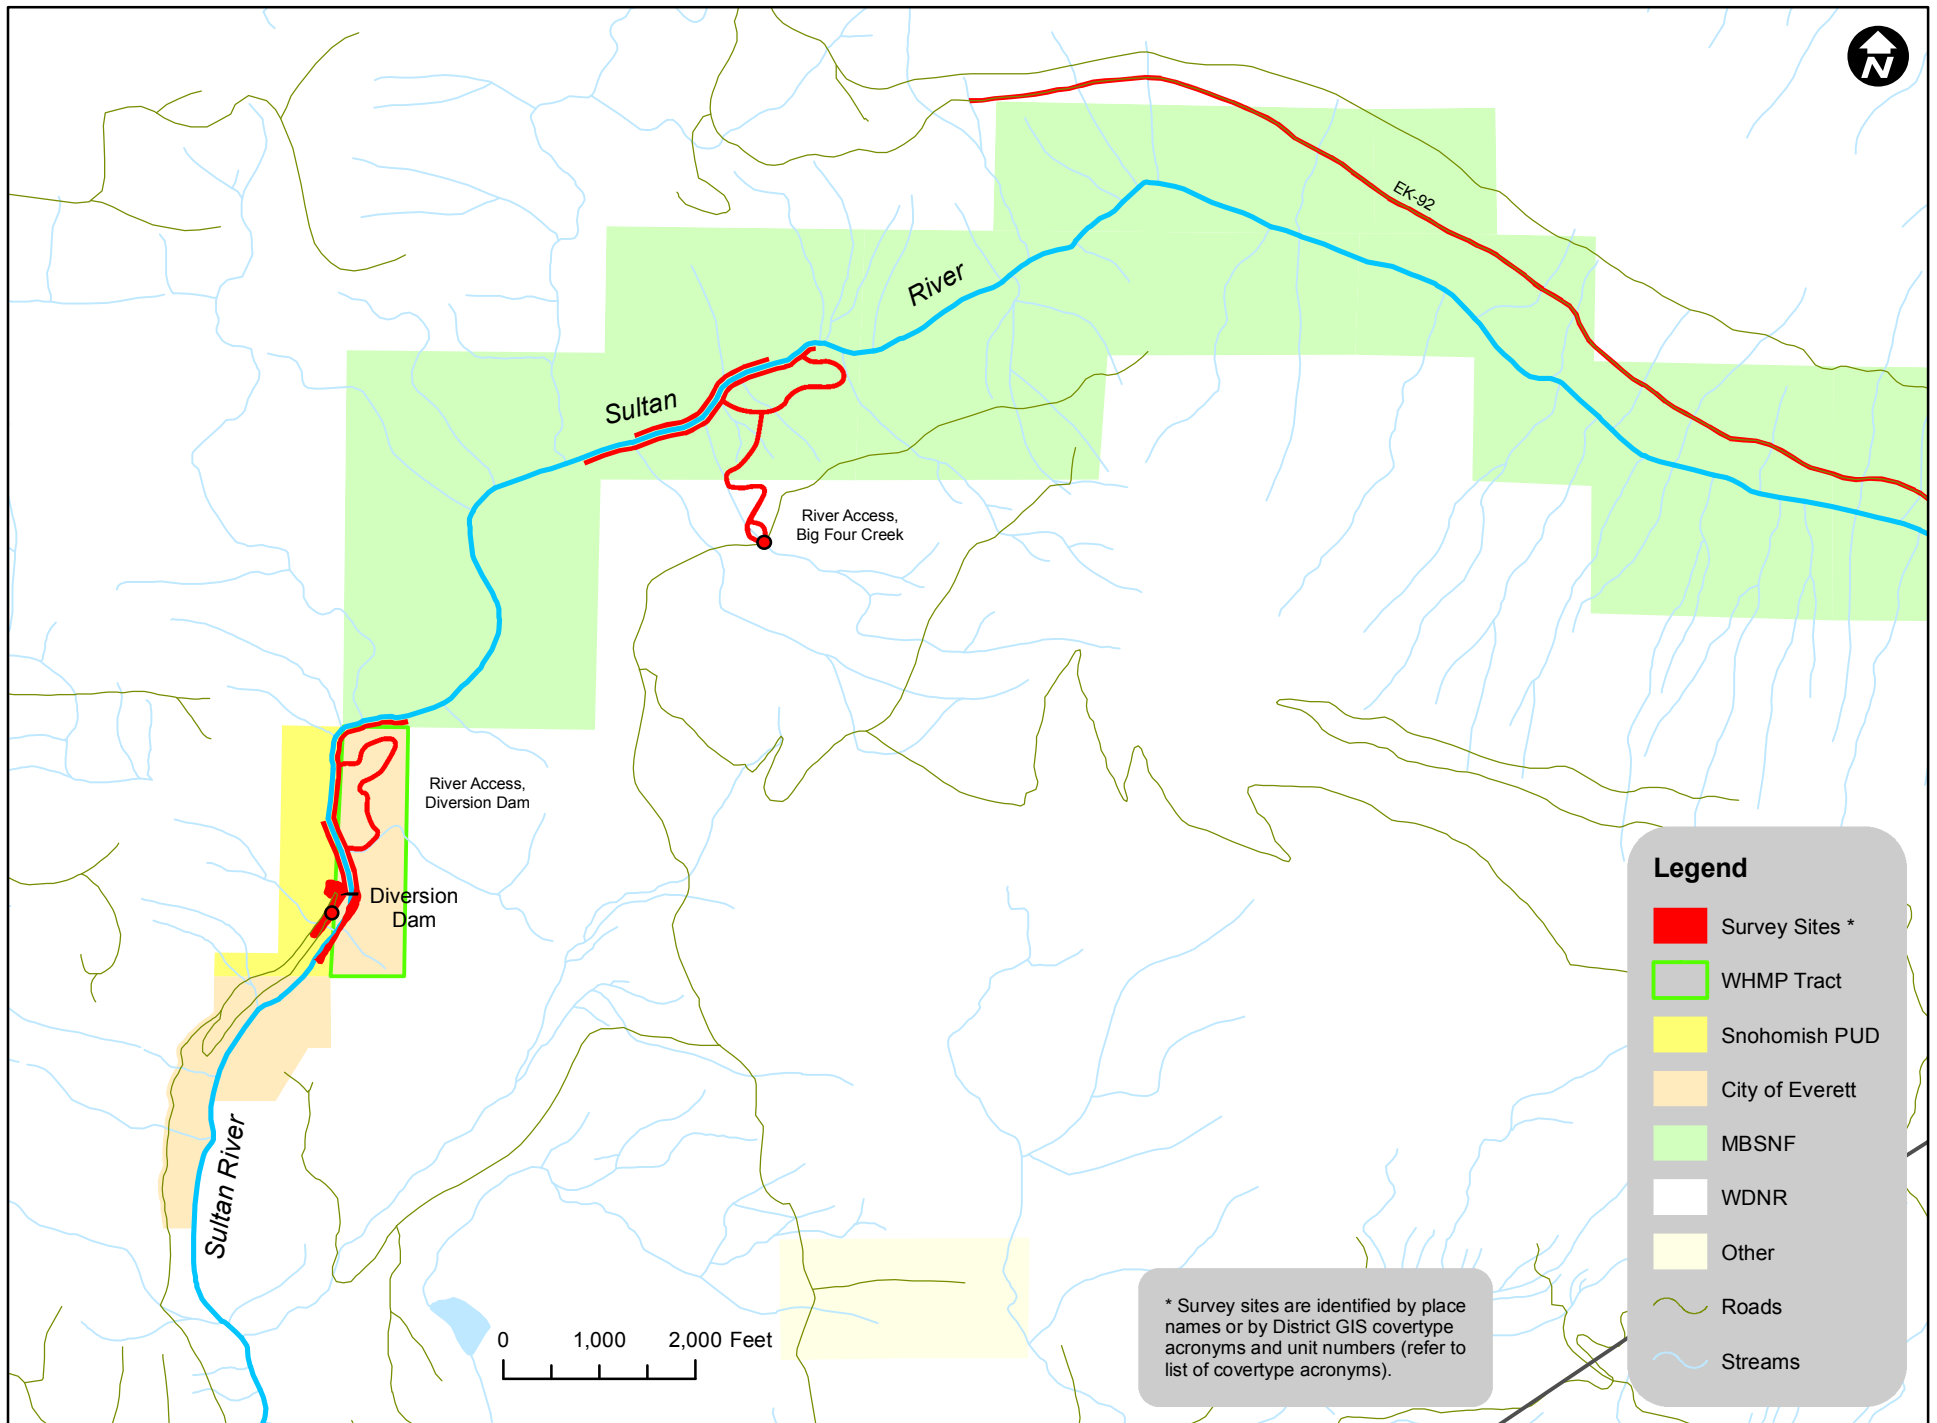 N
EK-92
River
Sultan
River Access,
Big Four Creek
River Access,
Diversion Dam
Diversion
Dam
Sultan River
0 1,000 2,000 Feet
* Survey sites are identified by place
names or by District GIS covertype
acronyms and unit numbers (refer to
list of covertype acronyms).
Legend
Survey Sites *
WHMP Tract
Snohomish PUD
City of Everett
MBSNF
WDNR
Other
Roads
Streams